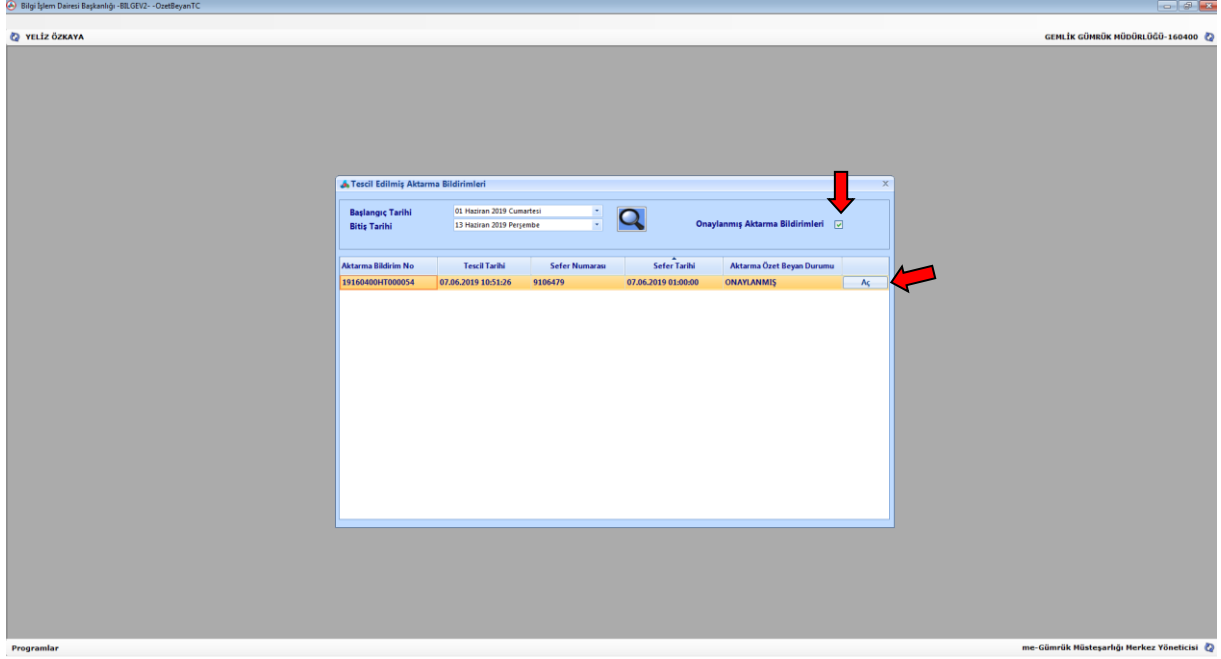 Bilgi İşlem Dairesi Başkanlığı -BILGEV2- -OzetBeyanTC
YELİZ ÖZKAYA
GEMLİK GÜMRÜK MÜDÜRLÜĞÜ-160400
Tescil Edilmiş Aktarma Bildirimleri
Başlangıç Tarihi 01 Haziran 2019 Cumartesi
Bitiş Tarihi 13 Haziran 2019 Perşembe
Onaylanmış Aktarma Bildirimleri
Aktarma Bildirim No Tescil Tarihi Sefer Numarası Sefer Tarihi Aktarma Özet Beyan Durumu
19160400HT000054 07.06.2019 10:51:26 9106479 07.06.2019 01:00:00 ONAYLANMIŞ Aç
Programlar
me-Gümrük Müsteşarlığı Merkez Yöneticisi